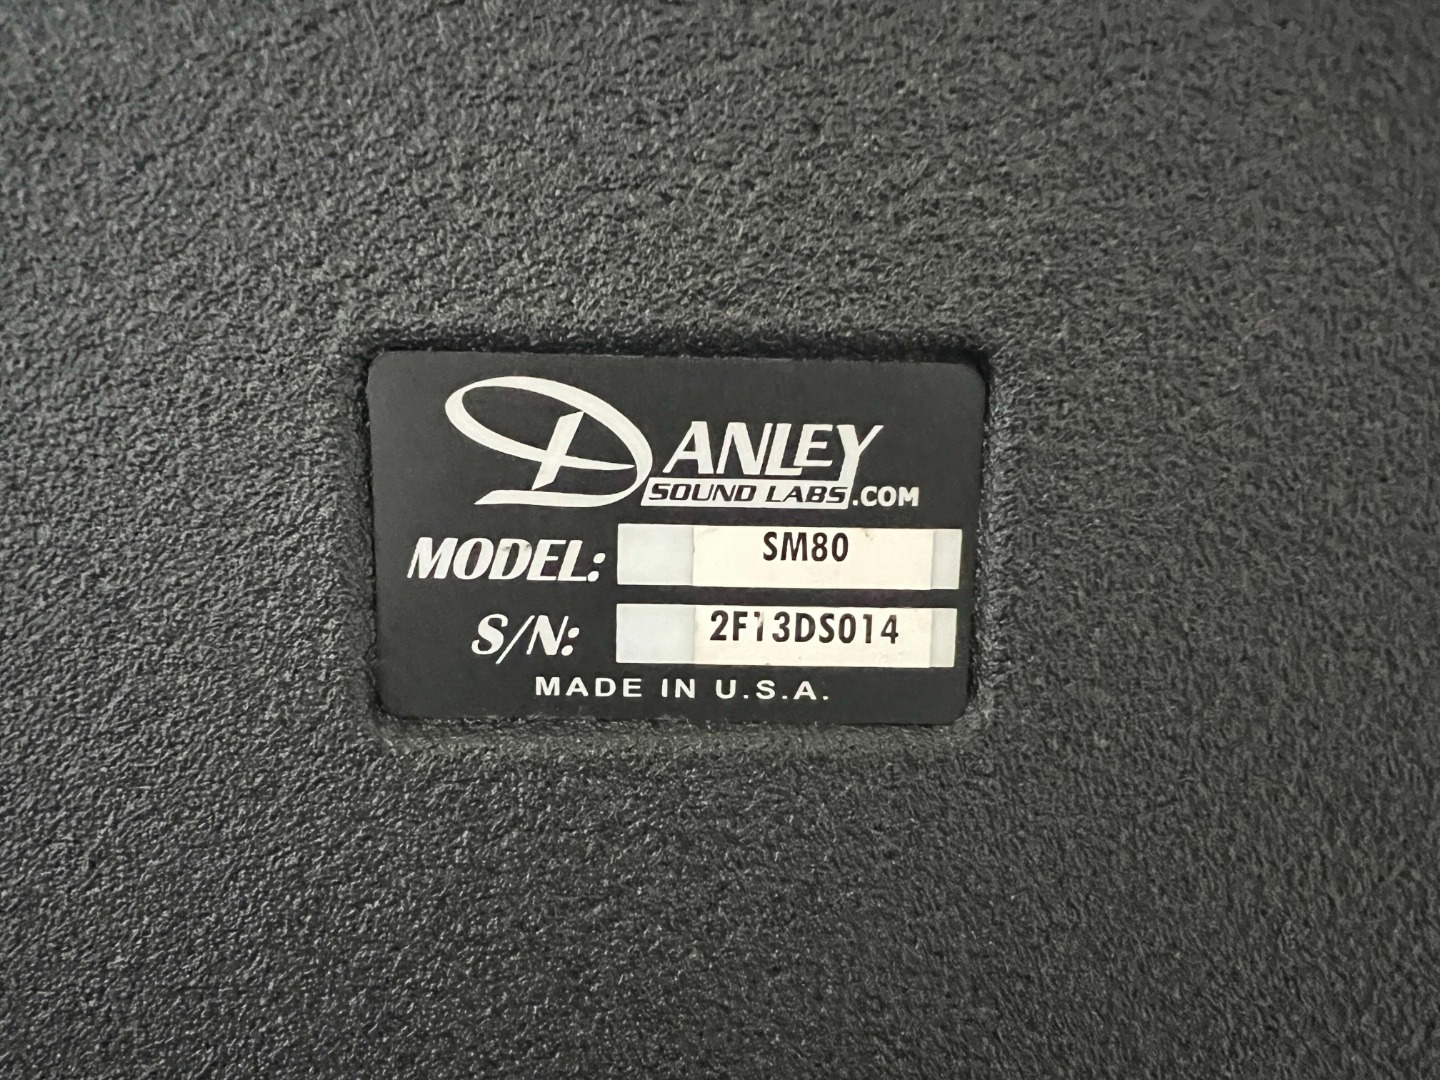 DANLEY
SOUND LABS.COM
MODEL: SM80
S/N: 2F13DS014
MADE IN U.S.A.